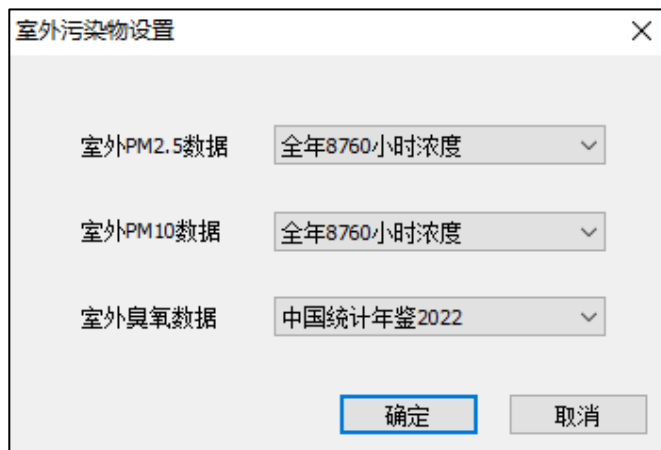 室外污染物设置
室外PM2.5数据 全年8760小时浓度
室外PM10数据 全年8760小时浓度
室外臭氧数据 中国统计年鉴2022
确定 取消